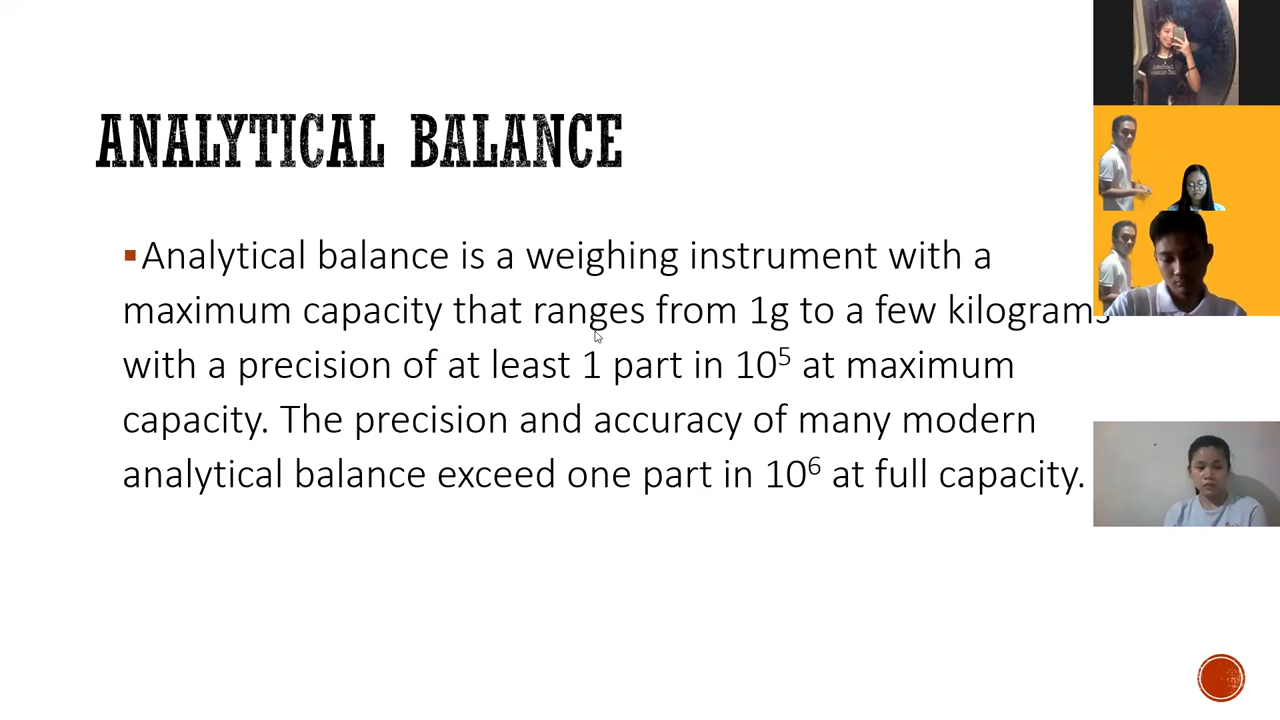 ANALYTICAL BALANCE
▪Analytical balance is a weighing instrument with a
maximum capacity that ranges from 1g to a few kilograms
with a precision of at least 1 part in 10⁵ at maximum
capacity. The precision and accuracy of many modern
analytical balance exceed one part in 10⁶ at full capacity.